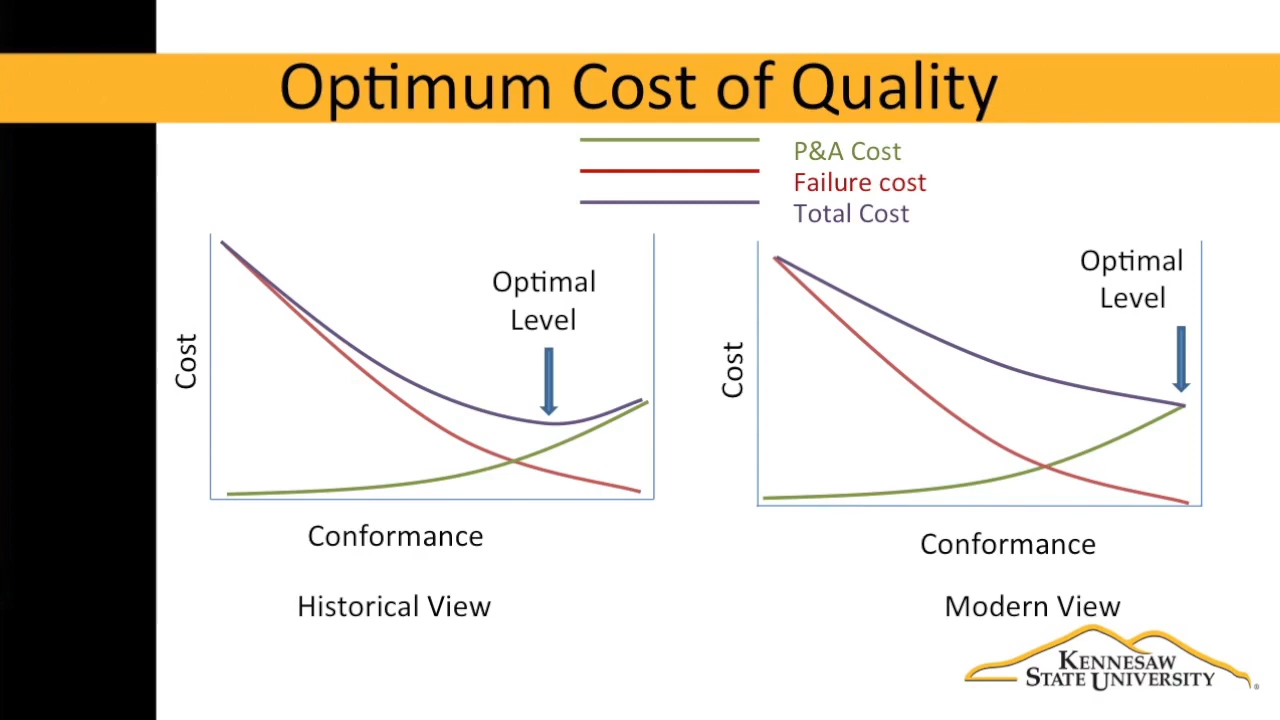 Optimum Cost of Quality
P&A Cost
Failure cost
Total Cost
Optimal
Level
Cost
Conformance
Historical View
Optimal
Level
Cost
Conformance
Modern View
KENNESAW
STATE UNIVERSITY
®